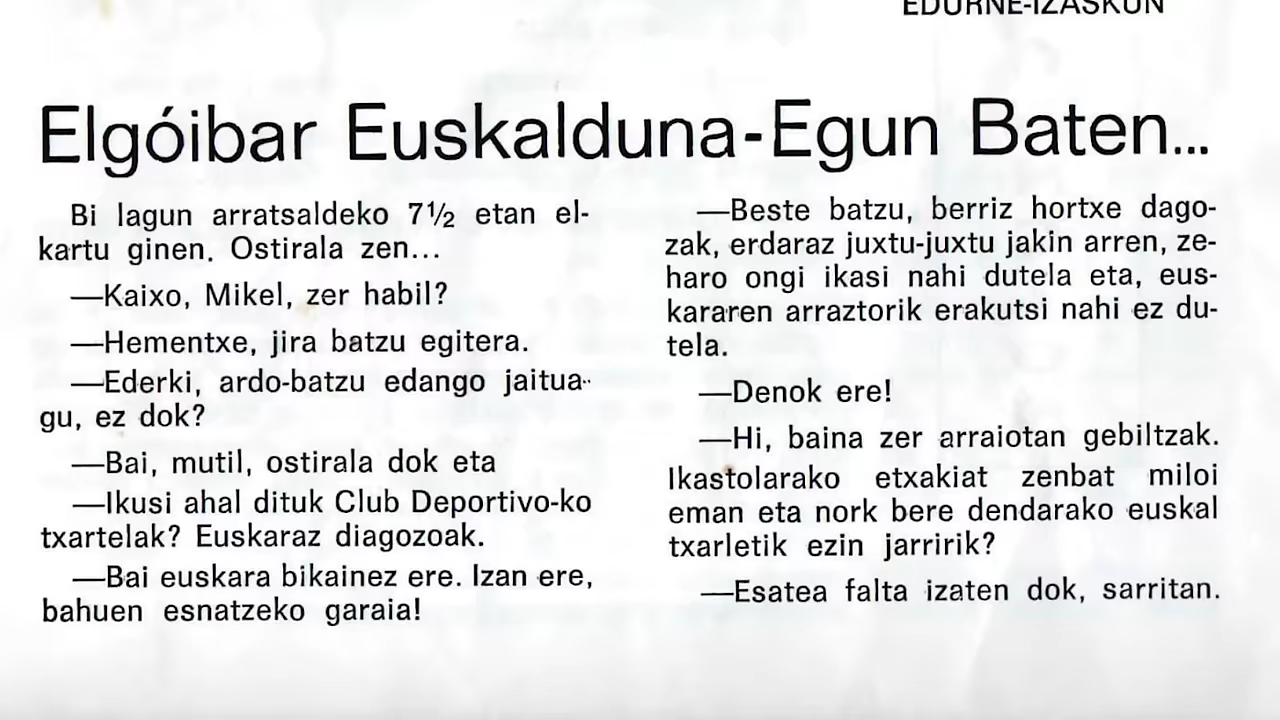 EDURNE-IZASKUN
Elgóibar Euskalduna-Egun Baten...
Bi lagun arratsaldeko 7½ etan el-
kartu ginen. Ostirala zen...
—Kaixo, Mikel, zer habil?
—Hementxe, jira batzu egitera.
—Ederki, ardo-batzu edango jaitua-
gu, ez dok?
—Bai, mutil, ostirala dok eta
—Ikusi ahal dituk Club Deportivo-ko
txartelak? Euskaraz diagozoak.
—Bai euskara bikainez ere. Izan ere,
bahuen esnatzeko garaia!
—Beste batzu, berriz hortxe dago-
zak, erdaraz juxtu-juxtu jakin arren, ze-
haro ongi ikasi nahi dutela eta, eus-
kararen arraztorik erakutsi nahi ez du-
tela.
—Denok ere!
—Hi, baina zer arraiotan gebiltzak.
Ikastolarako etxakiat zenbat miloi
eman eta nork bere dendarako euskal
txarletik ezin jarririk?
—Esatea falta izaten dok, sarritan.